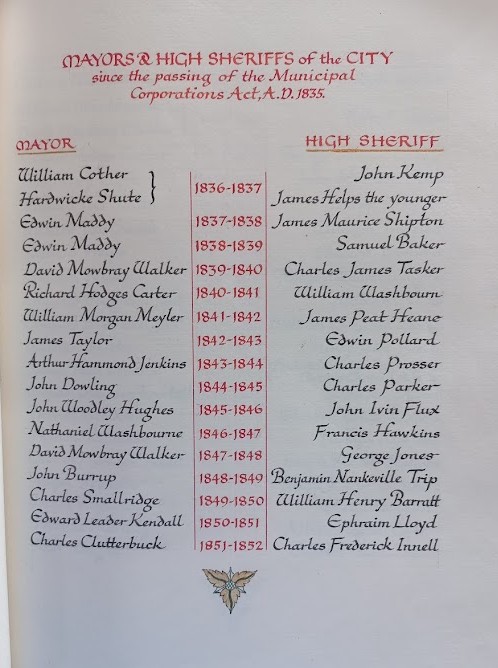 MAYORS & HIGH SHERIFFS of the CITY
since the passing of the Municipal
Corporations Act, A.D. 1835.
MAYOR HIGH SHERIFF
William Cother John Kemp
Hardwicke Shute } 1836-1837 James Helps the younger
Edwin Maddy 1837-1838 James Maurice Shipton
Edwin Maddy 1838-1839 Samuel Baker
David Mowbray Walker 1839-1840 Charles James Tasker
Richard Hodges Carter 1840-1841 William Washbourn
William Morgan Meyler 1841-1842 James Peat Heane
James Taylor 1842-1843 Edwin Pollard
Arthur Hammond Jenkins 1843-1844 Charles Prosser
John Dowling 1844-1845 Charles Parker
John Woodley Hughes 1845-1846 John Ivin Flux
Nathaniel Washbourne 1846-1847 Francis Hawkins
David Mowbray Walker 1847-1848 George Jones
John Burrup 1848-1849 Benjamin Nankeville Trip
Charles Smallridge 1849-1850 William Henry Barratt
Edward Leader Kendall 1850-1851 Ephraim Lloyd
Charles Clutterbuck 1851-1852 Charles Frederick Innell